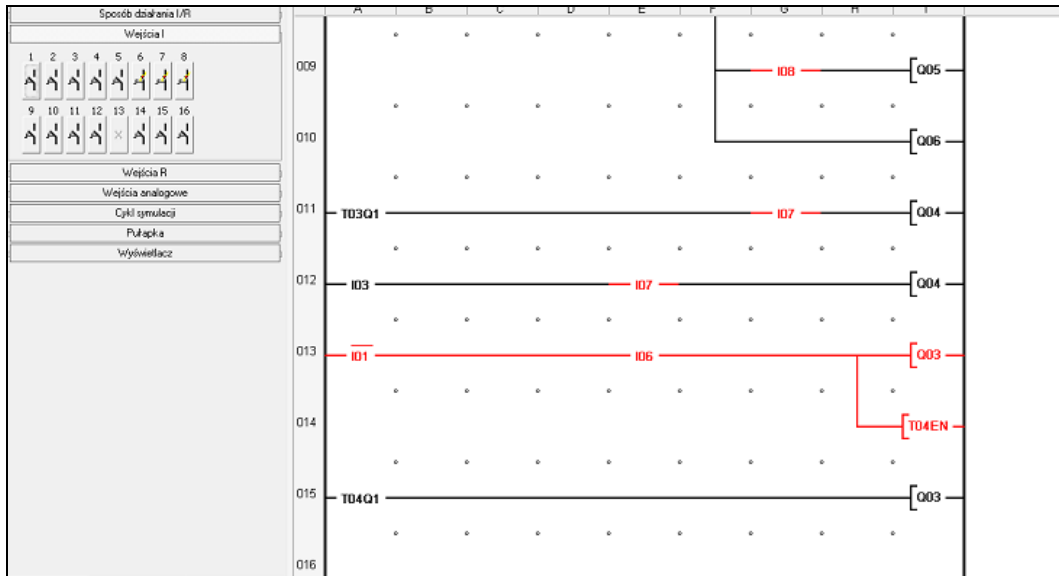 Sposób działania I/R
Wejścia I
1 2 3 4 5 6 7 8
9 10 11 12 13 14 15 16
Wejścia R
Wejścia analogowe
Cykl symulacji
Pułapka
Wyświetlacz
A B C D E F G H I
009 I08 [Q05
010 [Q06
011 T03Q1 I07 [Q04
012 I03 I07 [Q04
013 I01 I06 [Q03
014 [T04EN
015 T04Q1 [Q03
016